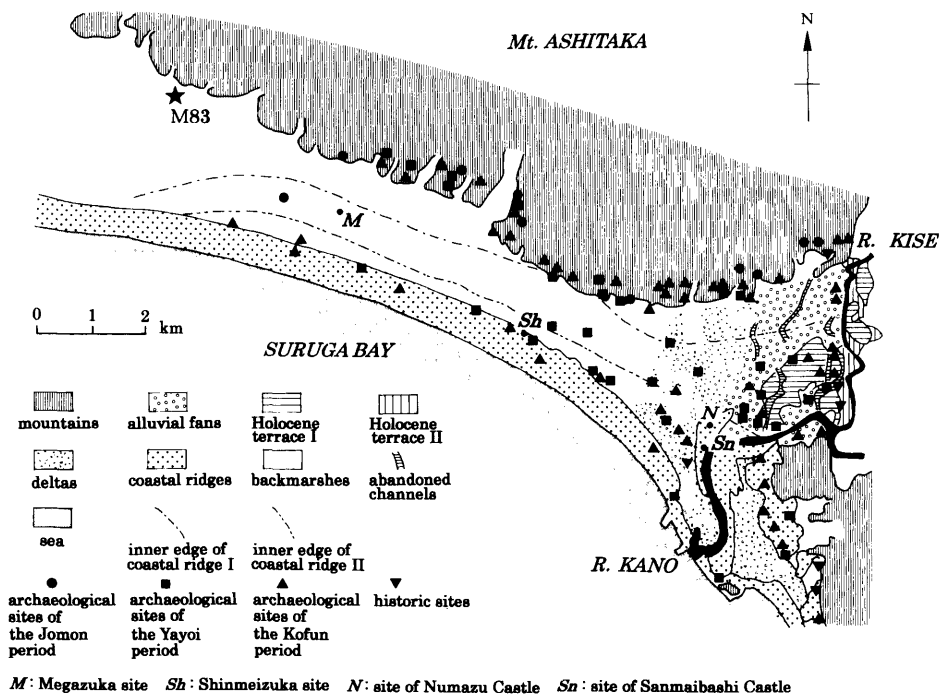 Mt. ASHITAKA
N
M83
M
R. KISE
0 1 2
km
Sh
SURUGA BAY
N
Sn
R. KANO
mountains
alluvial fans
Holocene
terrace I
Holocene
terrace II
deltas
coastal ridges
backmarshes
abandoned
channels
sea
inner edge of
coastal ridge I
inner edge of
coastal ridge II
archaeological
sites of
the Jomon
period
archaeological
sites of
the Yayoi
period
archaeological
sites of
the Kofun
period
historic sites
M : Megazuka site Sh : Shinmeizuka site N : site of Numazu Castle Sn : site of Sanmaibashi Castle